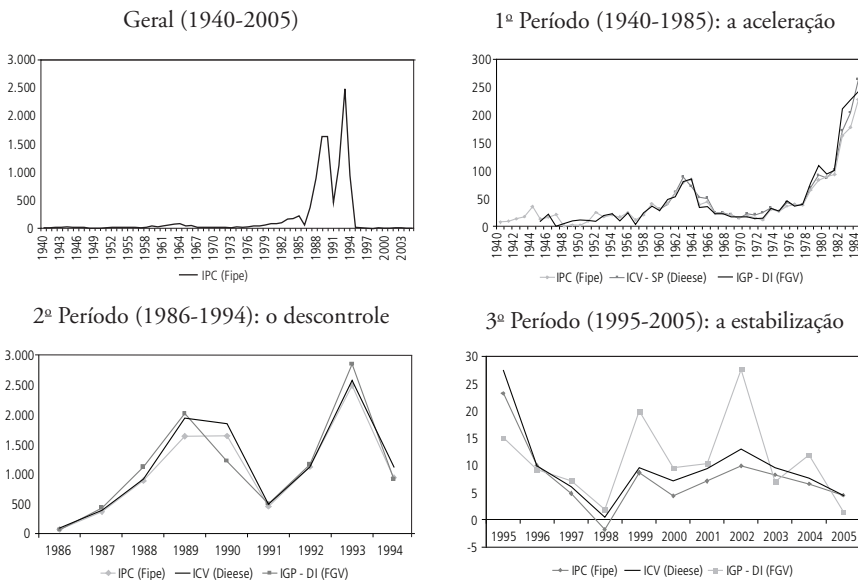 Geral (1940-2005)
3.000
2.500
2.000
1.500
1.000
500
0
1940 1943 1946 1949 1952 1955 1958 1961 1964 1967 1970 1973 1976 1979 1982 1985 1988 1991 1994 1997 2000 2003
IPC (Fipe)
1º Período (1940-1985): a aceleração
300
250
200
150
100
50
0
1940 1942 1944 1946 1948 1950 1952 1954 1956 1958 1960 1962 1964 1966 1968 1970 1972 1974 1976 1978 1980 1982 1984
IPC (Fipe) ICV - SP (Dieese) IGP - DI (FGV)
2º Período (1986-1994): o descontrole
3.000
2.500
2.000
1.500
1.000
500
0
1986 1987 1988 1989 1990 1991 1992 1993 1994
IPC (Fipe) ICV (Dieese) IGP - DI (FGV)
3º Período (1995-2005): a estabilização
30
25
20
15
10
5
0
-5
1995 1996 1997 1998 1999 2000 2001 2002 2003 2004 2005
IPC (Fipe) ICV (Dieese) IGP - DI (FGV)